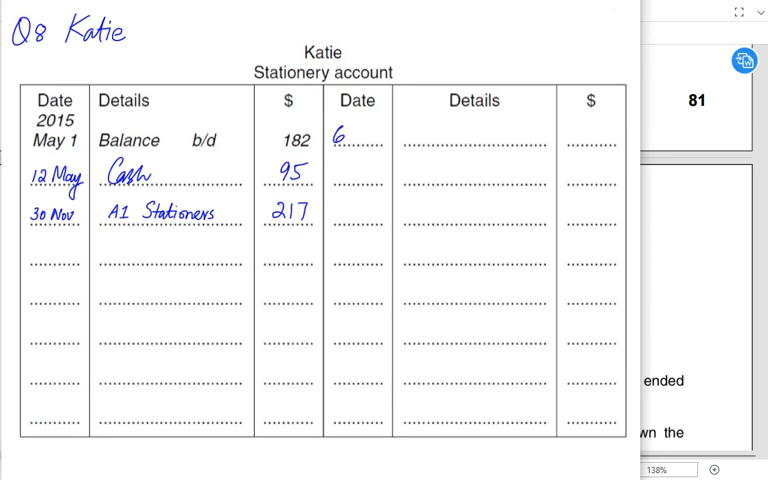 Q8 Katie
Katie
Stationery account
Date Details $ Date Details $
2015
May 1 Balance b/d 182 6
12 May Cash 95
30 Nov A1 Stationers 217
81
ended
wn the
138%